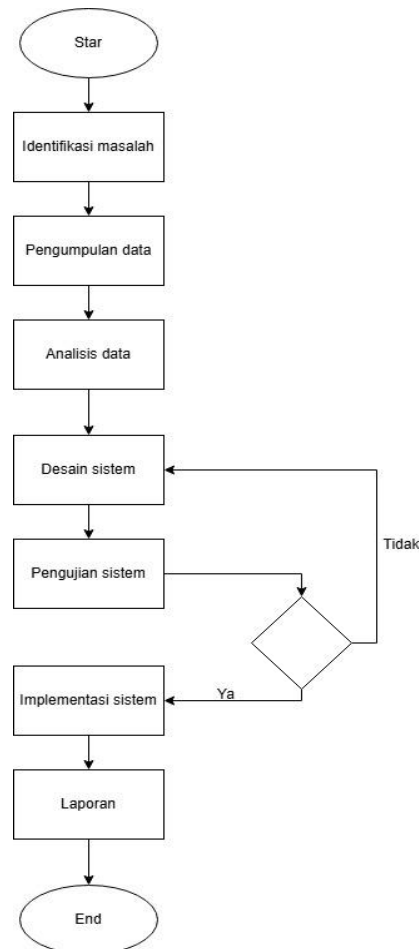 Star
Identifikasi masalah
Pengumpulan data
Analisis data
Desain sistem
Tidak
Pengujian sistem
Ya
Implementasi sistem
Laporan
End